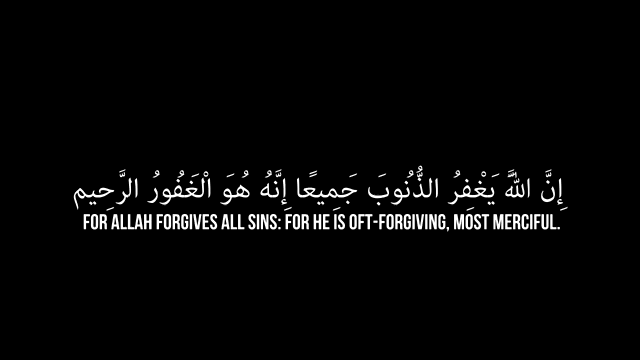 إِنَّ اللَّهَ يَغْفِرُ الذُّنُوبَ جَمِيعًا إِنَّهُ هُوَ الْغَفُورُ الرَّحِيم
FOR ALLAH FORGIVES ALL SINS: FOR HE IS OFT-FORGIVING, MOST MERCIFUL.